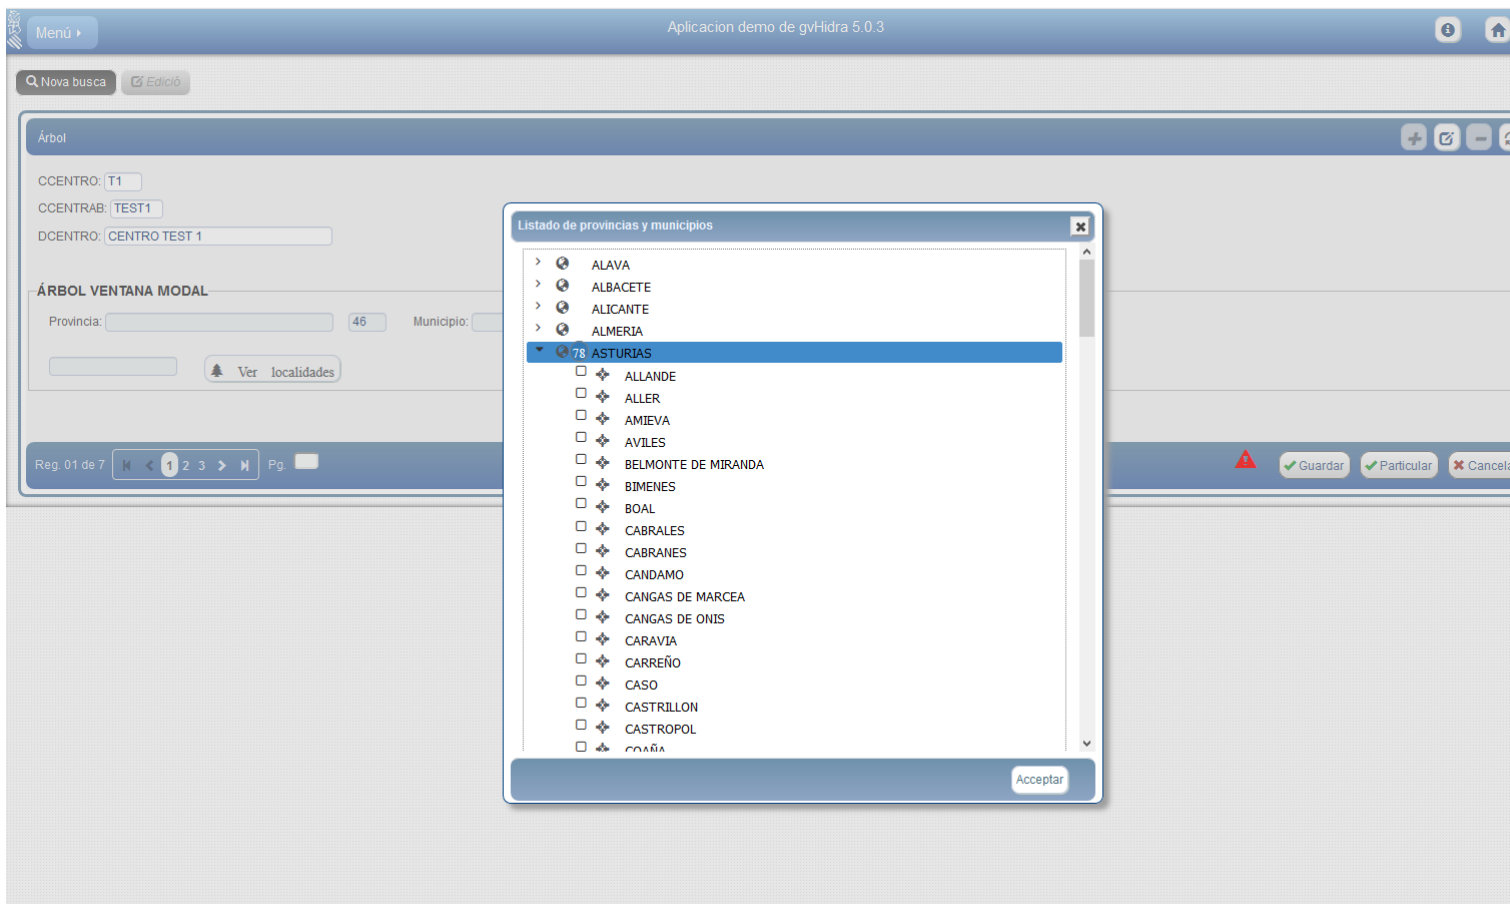 Aplicacion demo de gvHidra 5.0.3
Menú
Nova busca Edició
Árbol
CCENTRO: T1
CCENTRAB: TEST1
DCENTRO: CENTRO TEST 1
ÁRBOL VENTANA MODAL
Provincia: 46 Municipio:
Ver localidades
Reg. 01 de 7 1 2 3 Pg.
Guardar Particular Cancela
Listado de provincias y municipios
ALAVA
ALBACETE
ALICANTE
ALMERIA
78 ASTURIAS
ALLANDE
ALLER
AMIEVA
AVILES
BELMONTE DE MIRANDA
BIMENES
BOAL
CABRALES
CABRANES
CANDAMO
CANGAS DE MARCEA
CANGAS DE ONIS
CARAVIA
CARREÑO
CASO
CASTRILLON
CASTROPOL
COAÑA
Acceptar